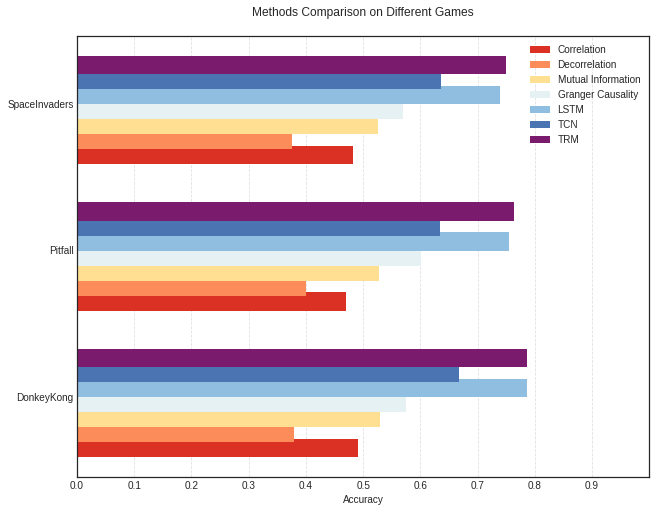 Methods Comparison on Different Games
Correlation
Decorrelation
Mutual Information
Granger Causality
LSTM
TCN
TRM
SpaceInvaders
Pitfall
DonkeyKong
0.0 0.1 0.2 0.3 0.4 0.5 0.6 0.7 0.8 0.9
Accuracy